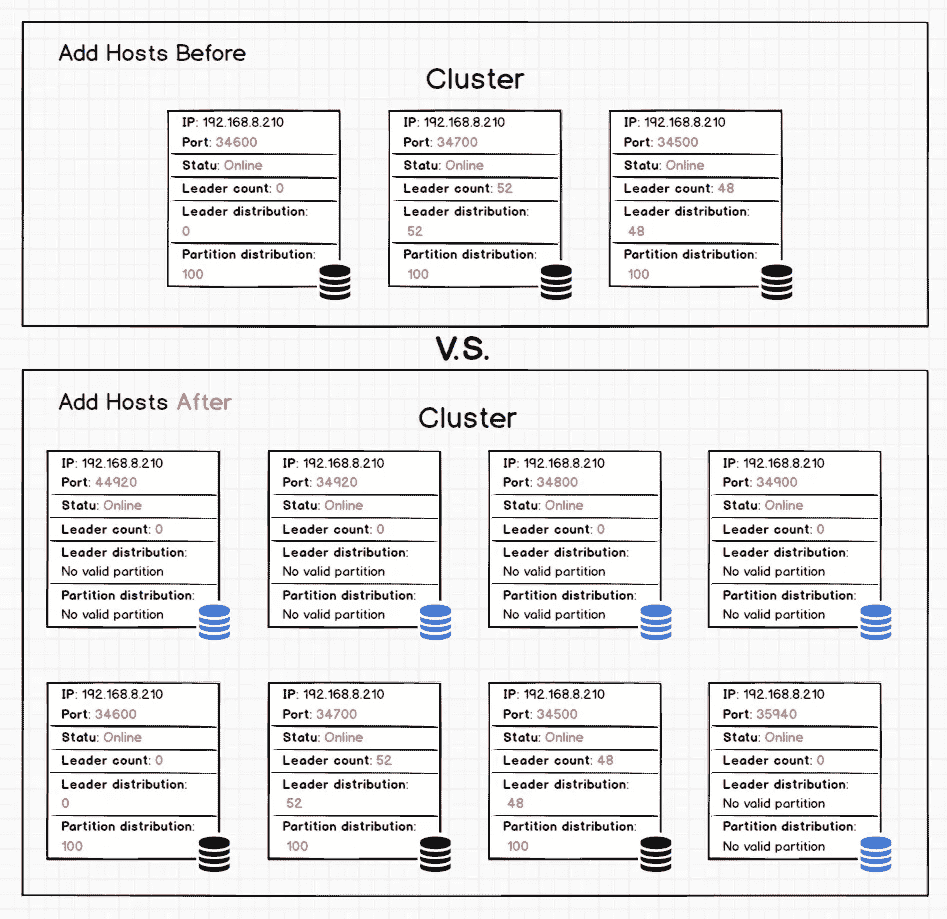 Add Hosts Before
Cluster
IP: 192.168.8.210
Port: 34600
Statu: Online
Leader count: 0
Leader distribution:
0
Partition distribution:
100
IP: 192.168.8.210
Port: 34700
Statu: Online
Leader count: 52
Leader distribution:
52
Partition distribution:
100
IP: 192.168.8.210
Port: 34500
Statu: Online
Leader count: 48
Leader distribution:
48
Partition distribution:
100
V.S.
Add Hosts After
Cluster
IP: 192.168.8.210
Port: 44920
Statu: Online
Leader count: 0
Leader distribution:
No valid partition
Partition distribution:
No valid partition
IP: 192.168.8.210
Port: 34920
Statu: Online
Leader count: 0
Leader distribution:
No valid partition
Partition distribution:
No valid partition
IP: 192.168.8.210
Port: 34800
Statu: Online
Leader count: 0
Leader distribution:
No valid partition
Partition distribution:
No valid partition
IP: 192.168.8.210
Port: 34900
Statu: Online
Leader count: 0
Leader distribution:
No valid partition
Partition distribution:
No valid partition
IP: 192.168.8.210
Port: 34600
Statu: Online
Leader count: 0
Leader distribution:
0
Partition distribution:
100
IP: 192.168.8.210
Port: 34700
Statu: Online
Leader count: 52
Leader distribution:
52
Partition distribution:
100
IP: 192.168.8.210
Port: 34500
Statu: Online
Leader count: 48
Leader distribution:
48
Partition distribution:
100
IP: 192.168.8.210
Port: 35940
Statu: Online
Leader count: 0
Leader distribution:
No valid partition
Partition distribution:
No valid partition